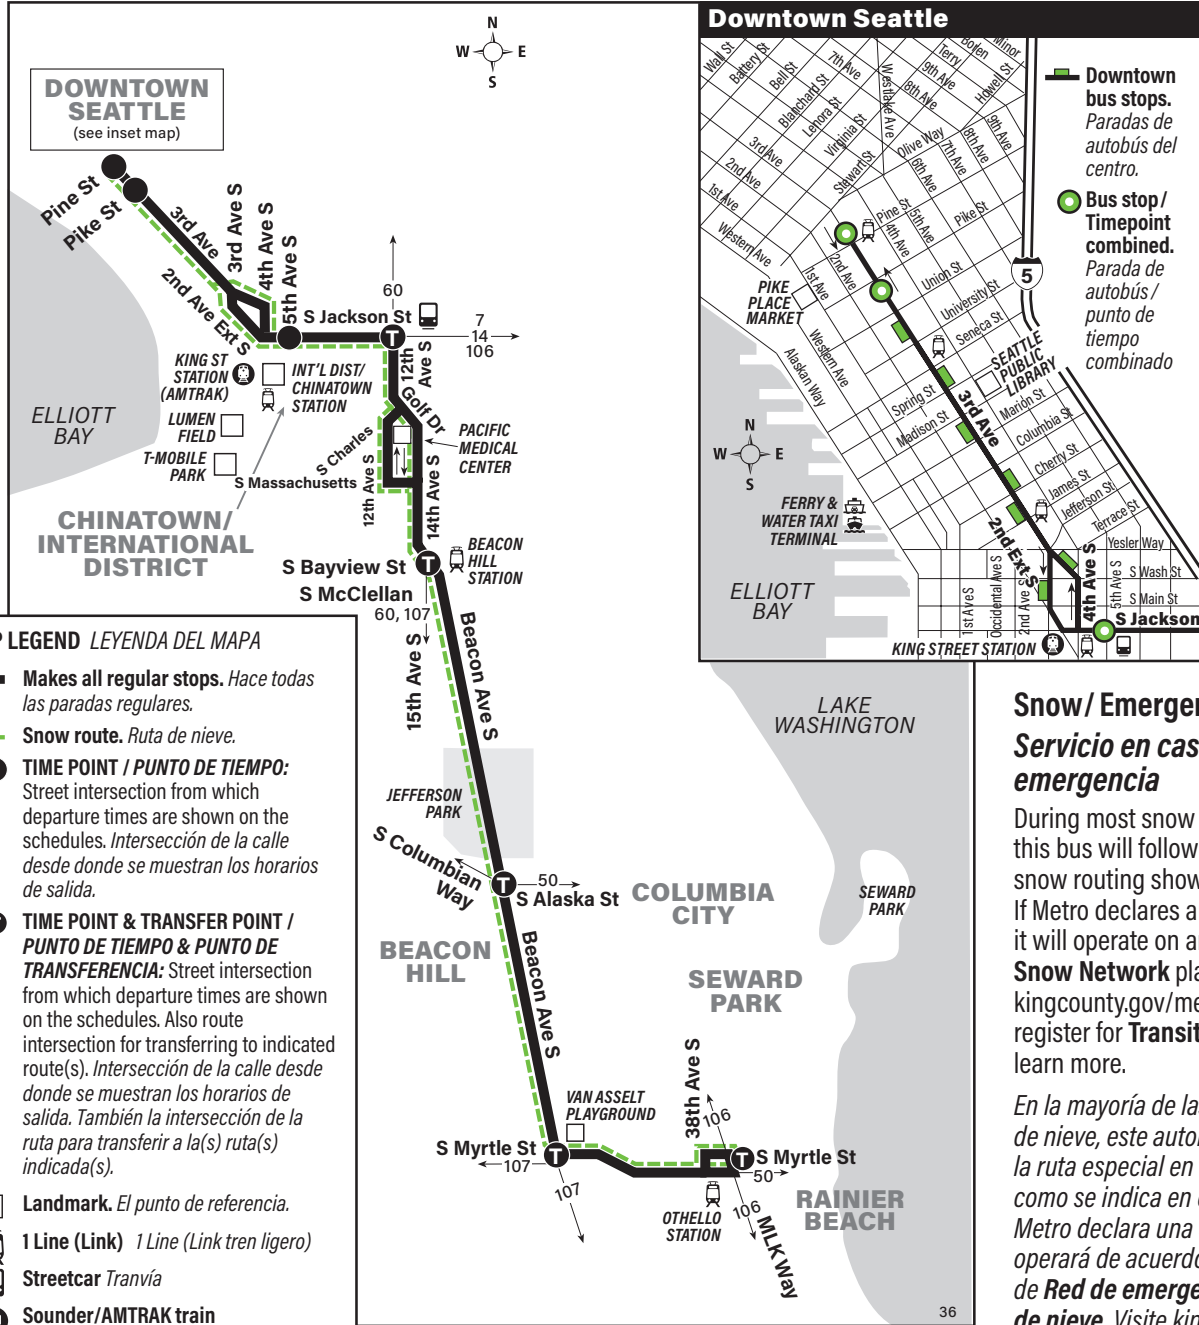 N
W E
S
DOWNTOWN
SEATTLE
(see inset map)
Pine St
Pike St
3rd Ave
2nd Ave Ext S
3rd Ave S
4th Ave S
5th Ave S
S Jackson St
60
7
14
106
12th
Ave S
KING ST
STATION
(AMTRAK)
INT'L DIST/
CHINATOWN
STATION
ELLIOTT
BAY
LUMEN
FIELD
T-MOBILE
PARK
Golf Dr
S Charles
PACIFIC
MEDICAL
CENTER
S Massachusetts
12th Ave S
14th Ave S
CHINATOWN/
INTERNATIONAL
DISTRICT
BEACON
HILL
STATION
S Bayview St
S McClellan
60, 107
15th Ave S
Beacon Ave S
JEFFERSON
PARK
S Columbian
Way
50
S Alaska St
COLUMBIA
CITY
BEACON
HILL
Beacon Ave S
SEWARD
PARK
SEWARD
PARK
LAKE
WASHINGTON
VAN ASSELT
PLAYGROUND
38th Ave S
106
S Myrtle St
107
107
S Myrtle St
50
OTHELLO
STATION
106
MLK Way
RAINIER
BEACH
36
Downtown Seattle
Wall St
Battery St
Bell St
Blanchard St
Lenora St
Virginia St
Stewart St
7th Ave
Westlake Ave
8th Ave
9th Ave
Terry
Boren
Minor
Howell St
9th Ave
8th Ave
7th Ave
Olive Way
6th Ave
5th Ave
4th Ave
Pine St
Pike St
3rd Ave
2nd Ave
1st Ave
Western Ave
2nd Ave
1st Ave
Union St
University St
Seneca St
PIKE
PLACE
MARKET
Western Ave
Alaskan Way
SEATTLE
PUBLIC
LIBRARY
Spring St
Madison St
3rd Ave
Marion St
Columbia St
Cherry St
James St
Jefferson St
Terrace St
Yesler Way
5
N
W E
S
FERRY &
WATER TAXI
TERMINAL
ELLIOTT
BAY
2nd Ext S
1st Ave S
Occidental Ave S
2nd Ave S
4th Ave S
5th Ave S
S Wash St
S Main St
S Jackson
KING STREET STATION
Downtown
bus stops.
Paradas de
autobús del
centro.
Bus stop /
Timepoint
combined.
Parada de
autobús /
punto de
tiempo
combinado
P LEGEND LEYENDA DEL MAPA
Makes all regular stops. Hace todas
las paradas regulares.
Snow route. Ruta de nieve.
TIME POINT / PUNTO DE TIEMPO:
Street intersection from which
departure times are shown on the
schedules. Intersección de la calle
desde donde se muestran los horarios
de salida.
T
TIME POINT & TRANSFER POINT /
PUNTO DE TIEMPO & PUNTO DE
TRANSFERENCIA: Street intersection
from which departure times are shown
on the schedules. Also route
intersection for transferring to indicated
route(s). Intersección de la calle desde
donde se muestran los horarios de
salida. También la intersección de la
ruta para transferir a la(s) ruta(s)
indicada(s).
Landmark. El punto de referencia.
1 Line (Link) 1 Line (Link tren ligero)
Streetcar Tranvía
Sounder/AMTRAK train
Snow / Emergen
Servicio en cas
emergencia
During most snow
this bus will follow
snow routing show
If Metro declares a
it will operate on a
Snow Network pla
kingcounty.gov/me
register for Transit
learn more.
En la mayoría de la
de nieve, este auto
la ruta especial en
como se indica en
Metro declara una
operará de acuerdo
de Red de emerge
de nieve. Visite kin